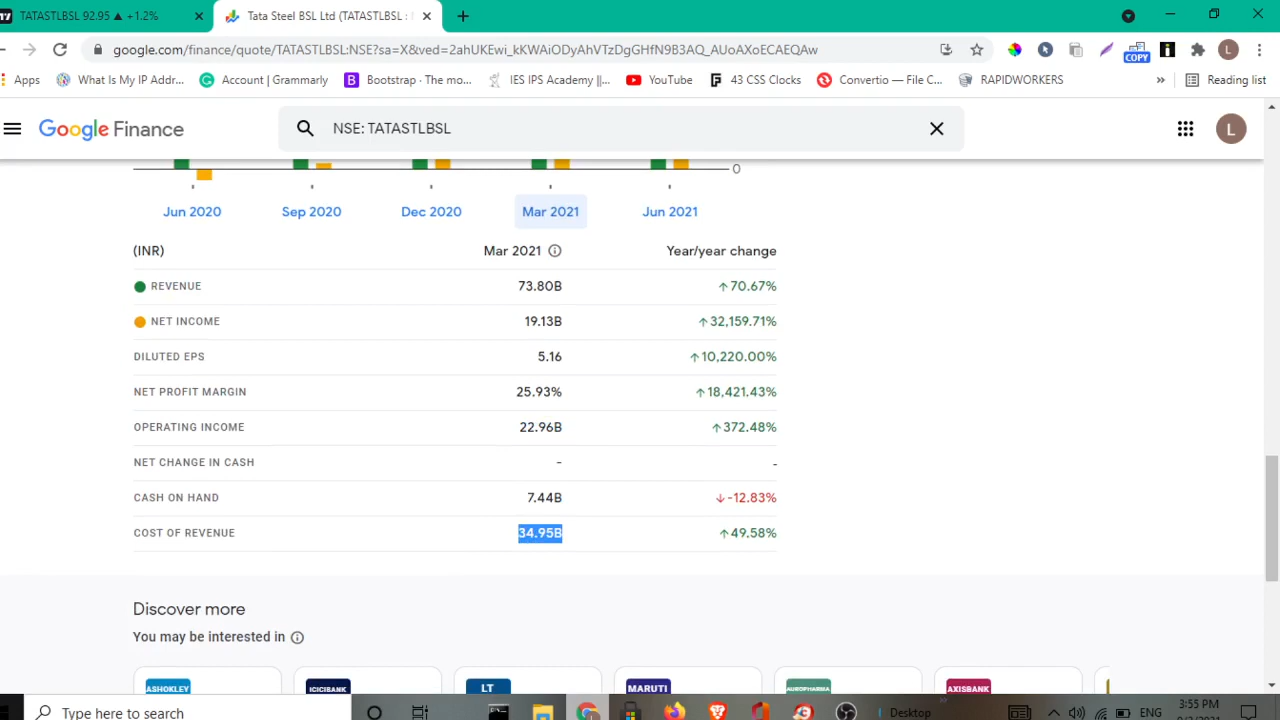 TATASTLBSL 92.95 ▲ +1.2%
Tata Steel BSL Ltd (TATASTLBSL :
google.com/finance/quote/TATASTLBSL:NSE?sa=X&ved=2ahUKEwi_kKWAiODyAhVTzDgGHfN9B3AQ_AUoAXoECAEQAw
COPY
L
Apps What Is My IP Addr... Account | Grammarly Bootstrap · The mo... IES IPS Academy ||... YouTube 43 CSS Clocks Convertio — File C... RAPIDWORKERS » Reading list
Google Finance NSE: TATASTLBSL L
0
Jun 2020 Sep 2020 Dec 2020 Mar 2021 Jun 2021
(INR) Mar 2021 Year/year change
REVENUE 73.80B ↑70.67%
NET INCOME 19.13B ↑32,159.71%
DILUTED EPS 5.16 ↑10,220.00%
NET PROFIT MARGIN 25.93% ↑18,421.43%
OPERATING INCOME 22.96B ↑372.48%
NET CHANGE IN CASH - -
CASH ON HAND 7.44B ↓-12.83%
COST OF REVENUE 34.95B ↑49.58%
Discover more
You may be interested in
ASHOKLEY ICICIBANK LT MARUTI AUROPHARMA AXISBANK
Type here to search Desktop ENG 3:55 PM